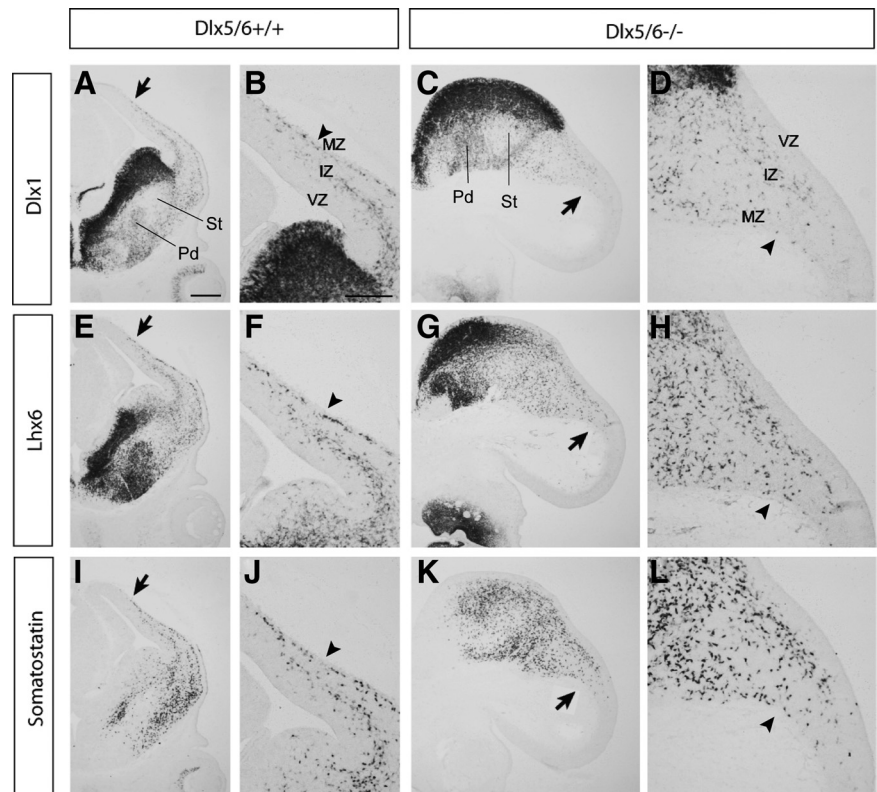 Dlx5/6+/+
Dlx5/6-/-
Dlx1
A
St
Pd
B
MZ
IZ
VZ
C
Pd
St
D
VZ
IZ
MZ
Lhx6
E
F
G
H
Somatostatin
I
J
K
L